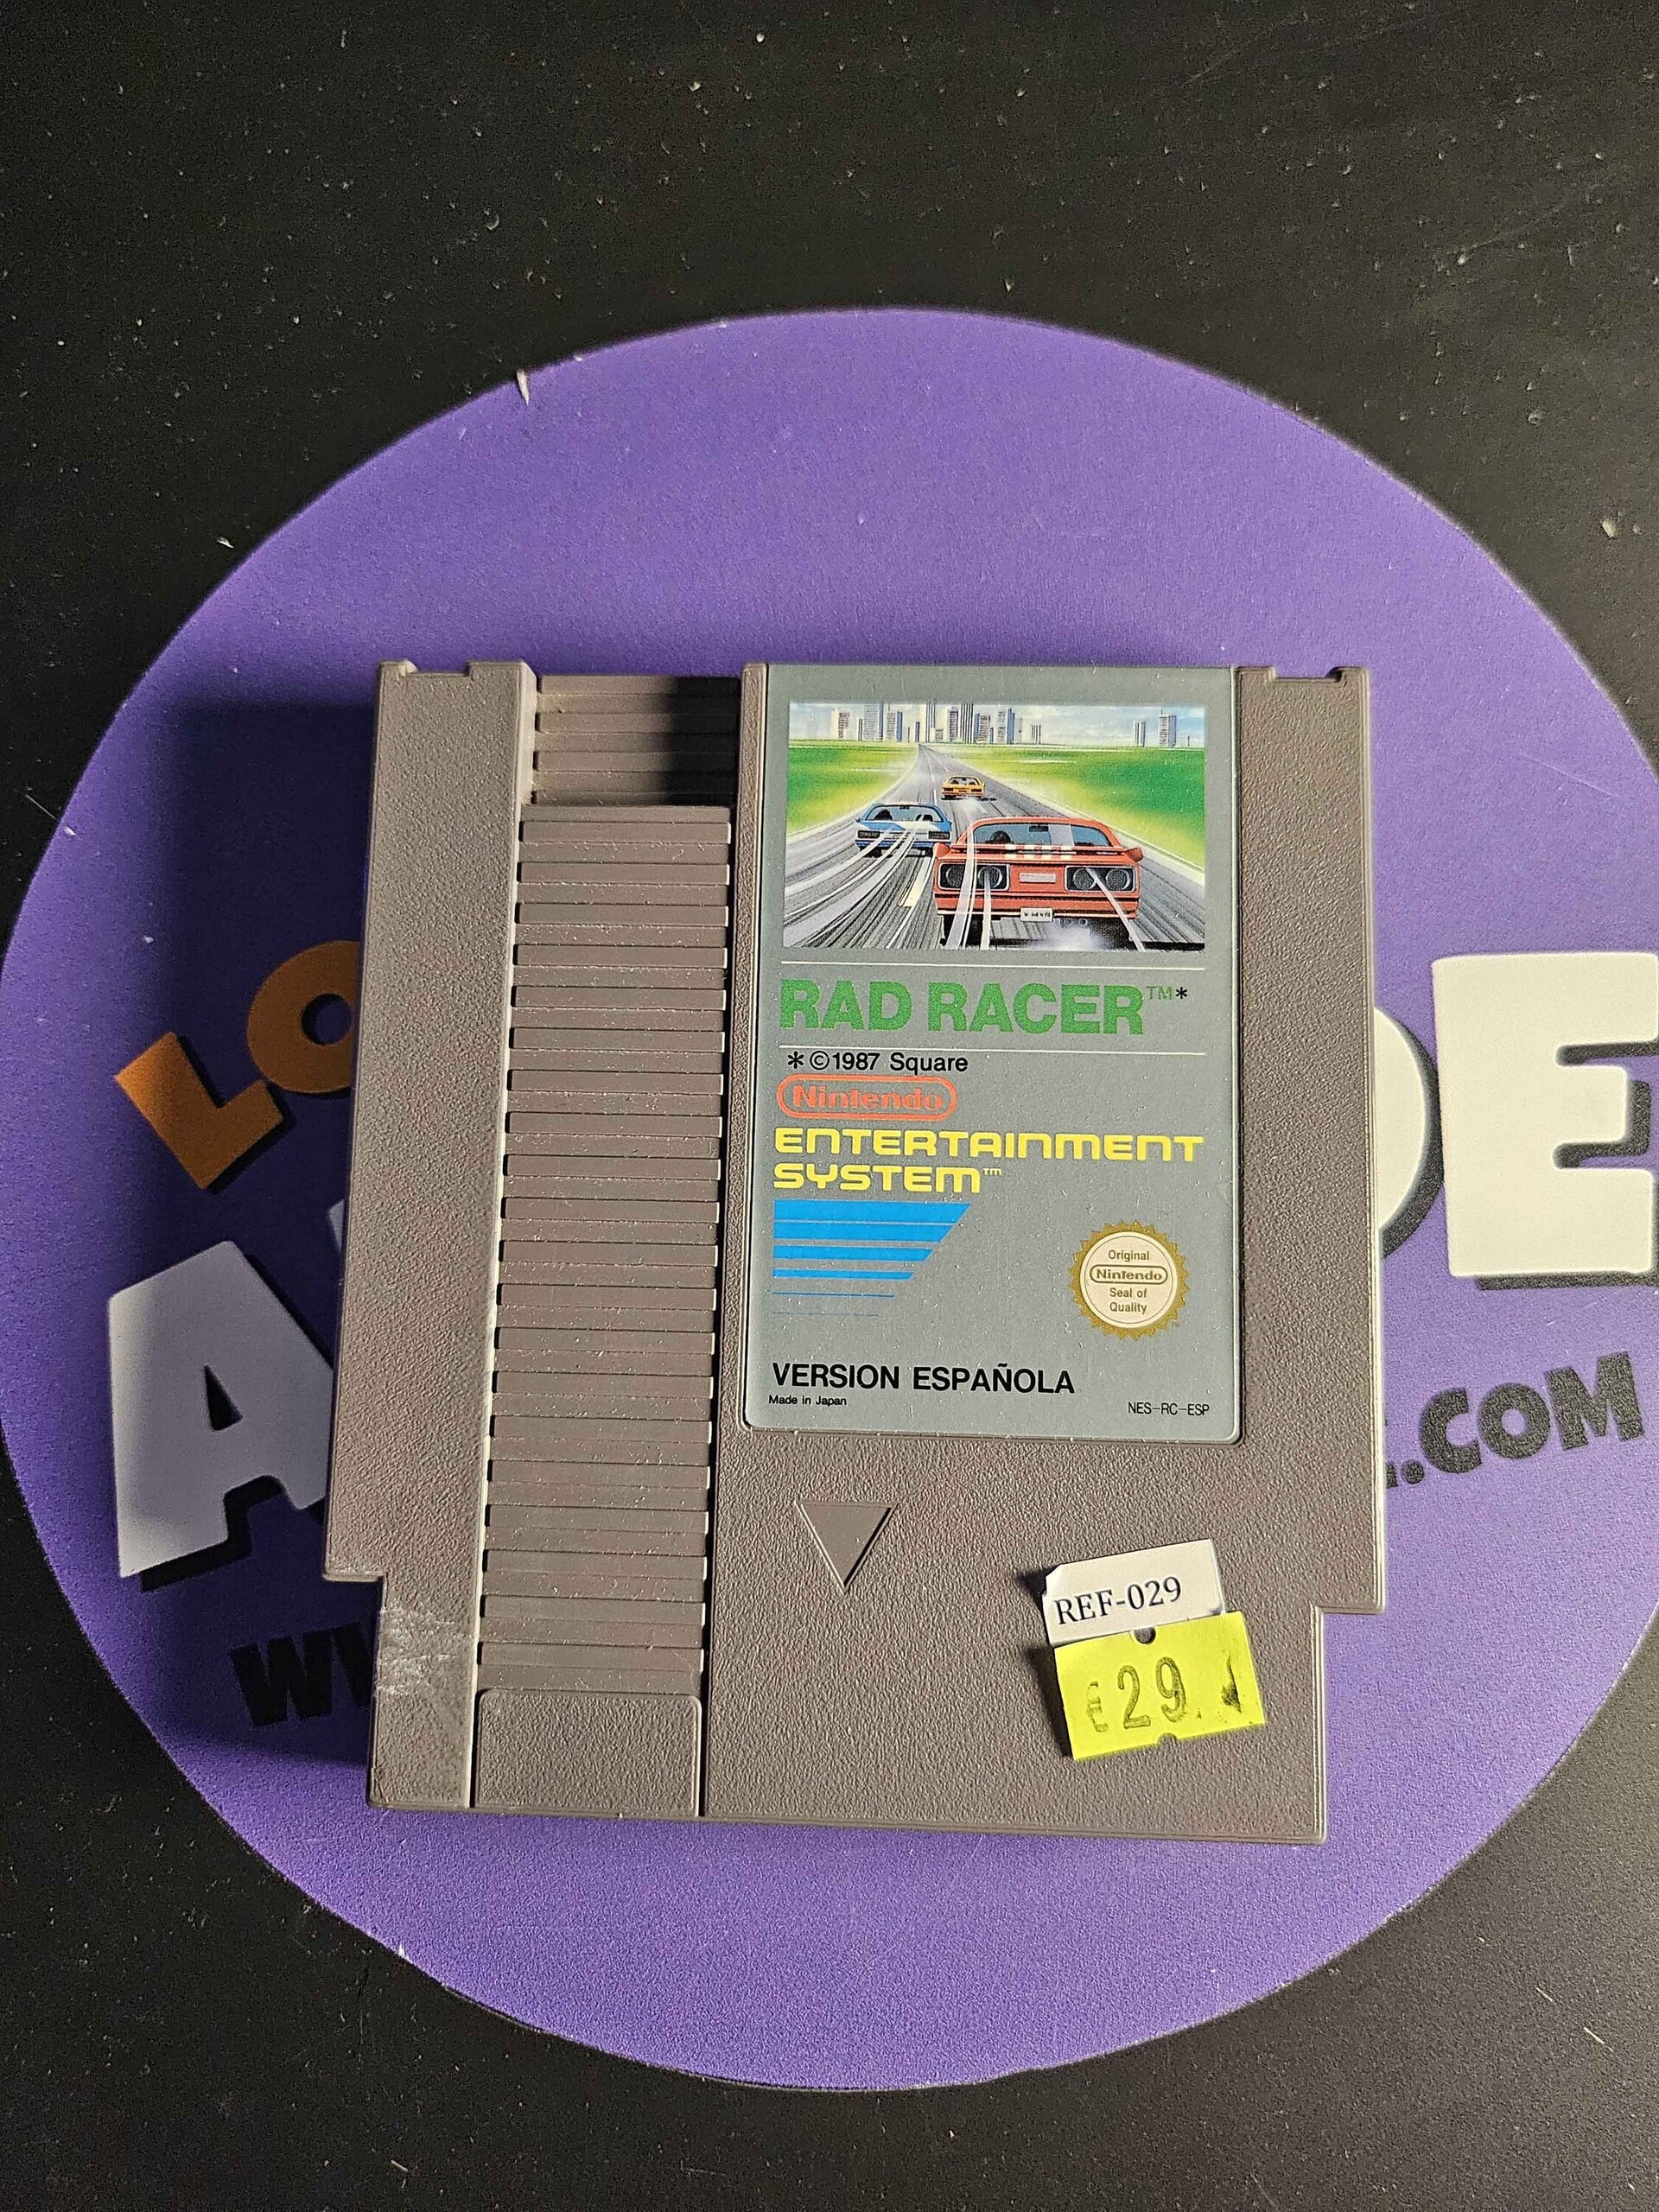 RAD RACER™*
*©1987 Square
Nintendo
ENTERTAINMENT
SYSTEM™
Original
Nintendo
Seal of
Quality
VERSION ESPAÑOLA
Made in Japan
NES-RC-ESP
.COM
REF-029
€29.